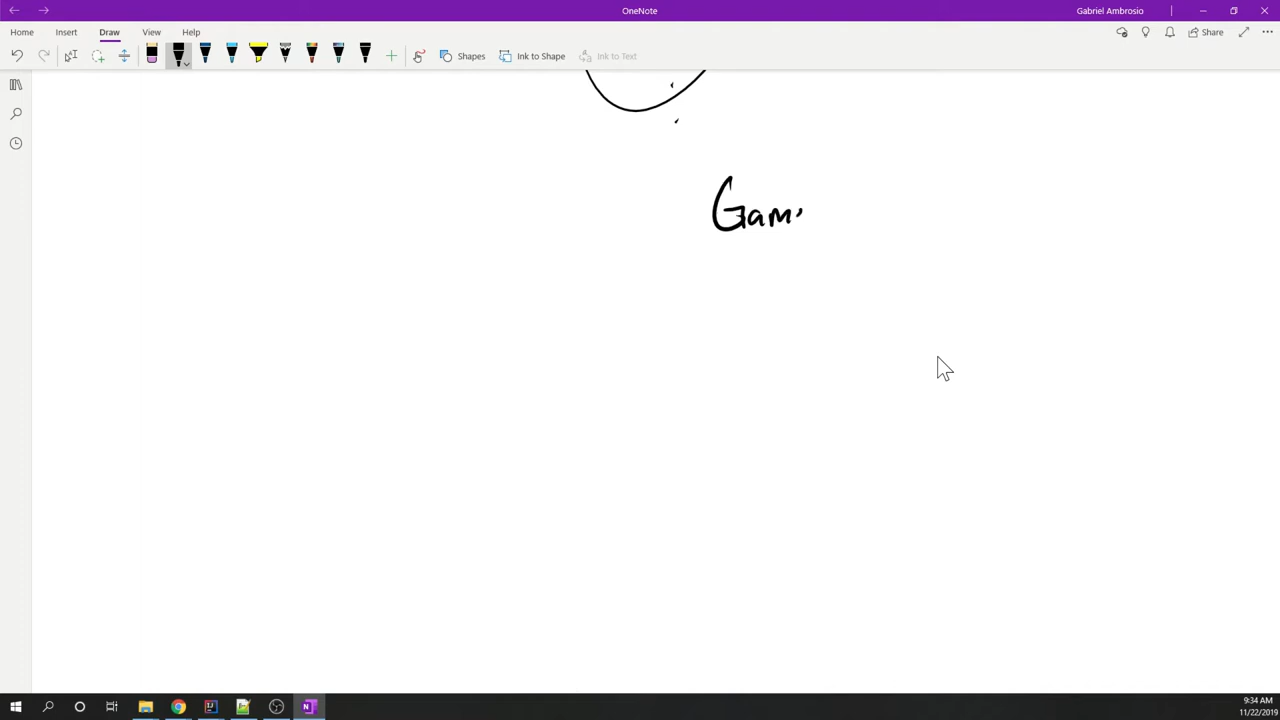 OneNote
Gabriel Ambrosio
Home Insert Draw View Help
Share
Shapes Ink to Shape Ink to Text
Gam
9:34 AM
11/22/2019